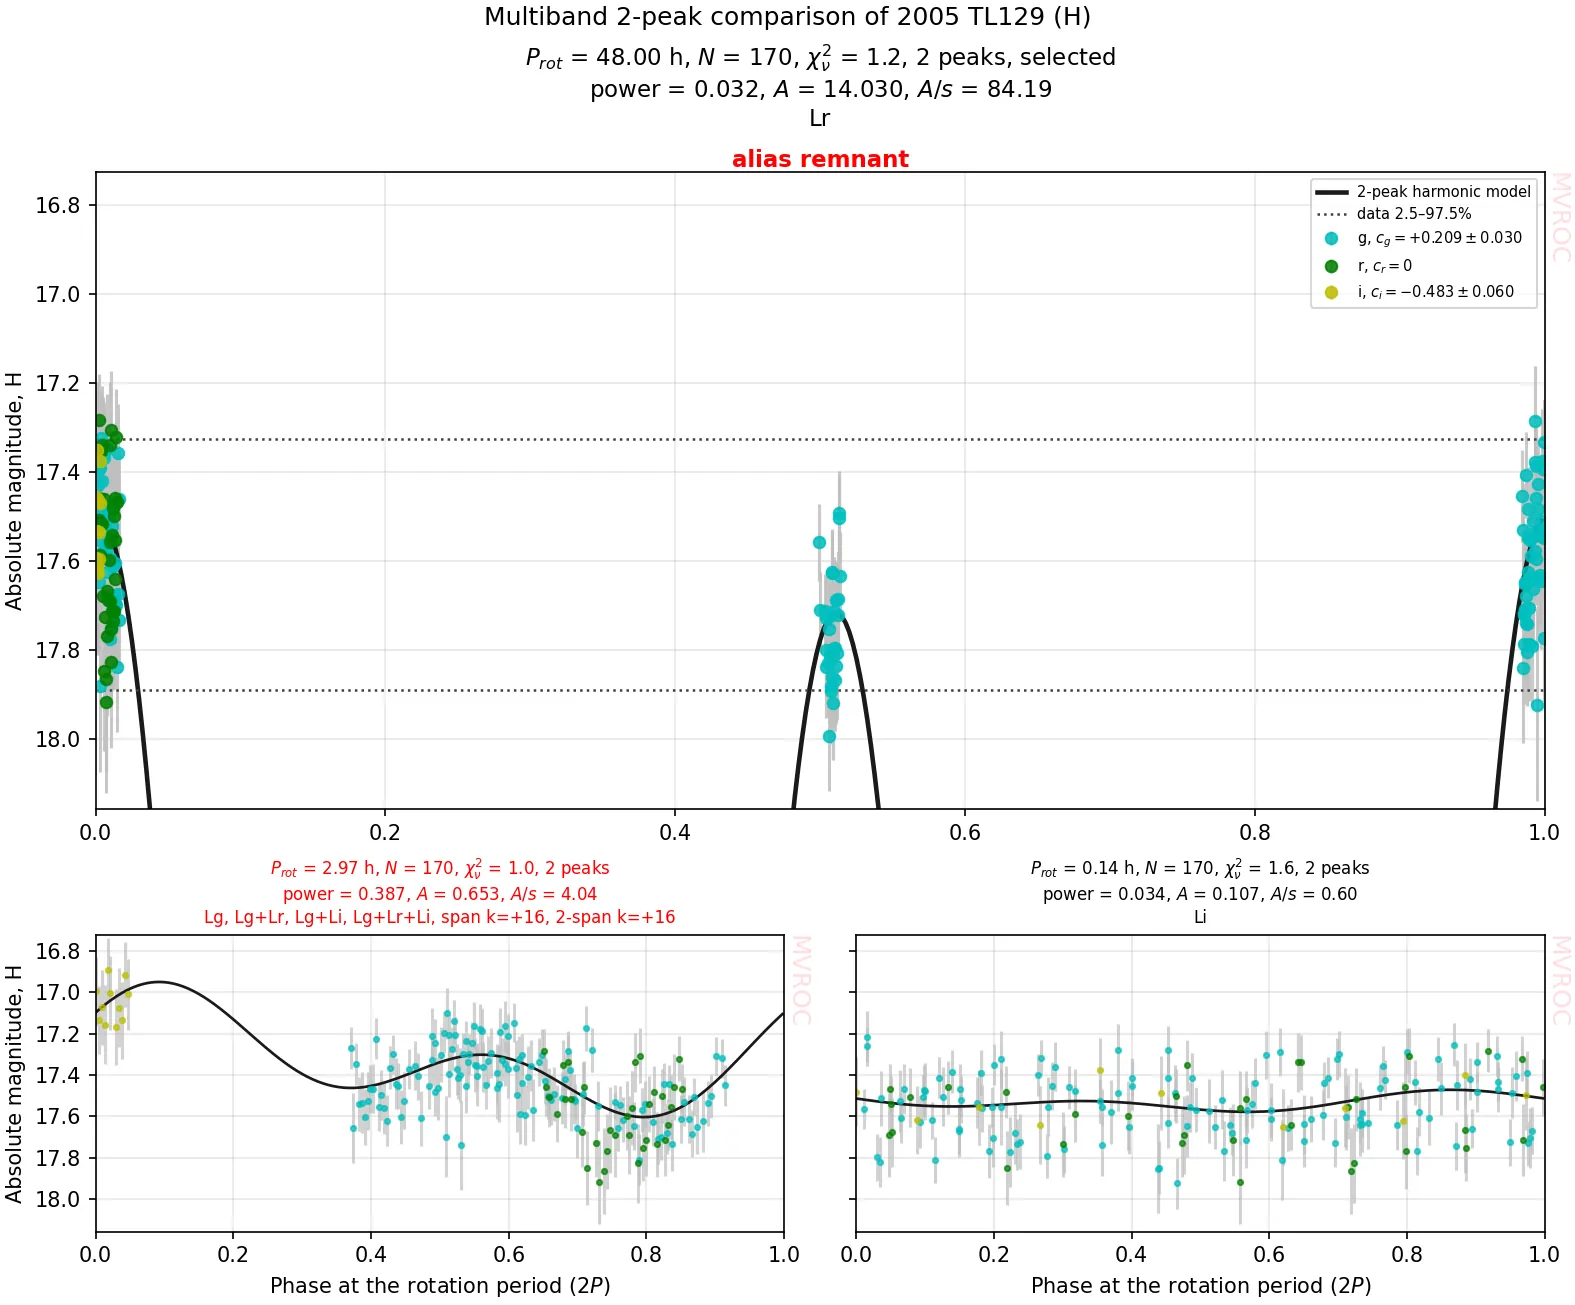 Multiband 2-peak comparison of 2005 TL129 (H)
P_rot = 48.00 h, N = 170, χ²_ν = 1.2, 2 peaks, selected
power = 0.032, A = 14.030, A/s = 84.19
Lr
alias remnant
MVROC
2-peak harmonic model
data 2.5–97.5%
g, c_g = +0.209 ± 0.030
r, c_r = 0
i, c_i = −0.483 ± 0.060
Absolute magnitude, H
16.8
17.0
17.2
17.4
17.6
17.8
18.0
0.0 0.2 0.4 0.6 0.8 1.0
P_rot = 2.97 h, N = 170, χ²_ν = 1.0, 2 peaks
power = 0.387, A = 0.653, A/s = 4.04
Lg, Lg+Lr, Lg+Li, Lg+Lr+Li, span k=+16, 2-span k=+16
MVROC
Absolute magnitude, H
16.8
17.0
17.2
17.4
17.6
17.8
18.0
0.0 0.2 0.4 0.6 0.8 1.0
Phase at the rotation period (2P)
P_rot = 0.14 h, N = 170, χ²_ν = 1.6, 2 peaks
power = 0.034, A = 0.107, A/s = 0.60
Li
MVROC
0.0 0.2 0.4 0.6 0.8 1.0
Phase at the rotation period (2P)